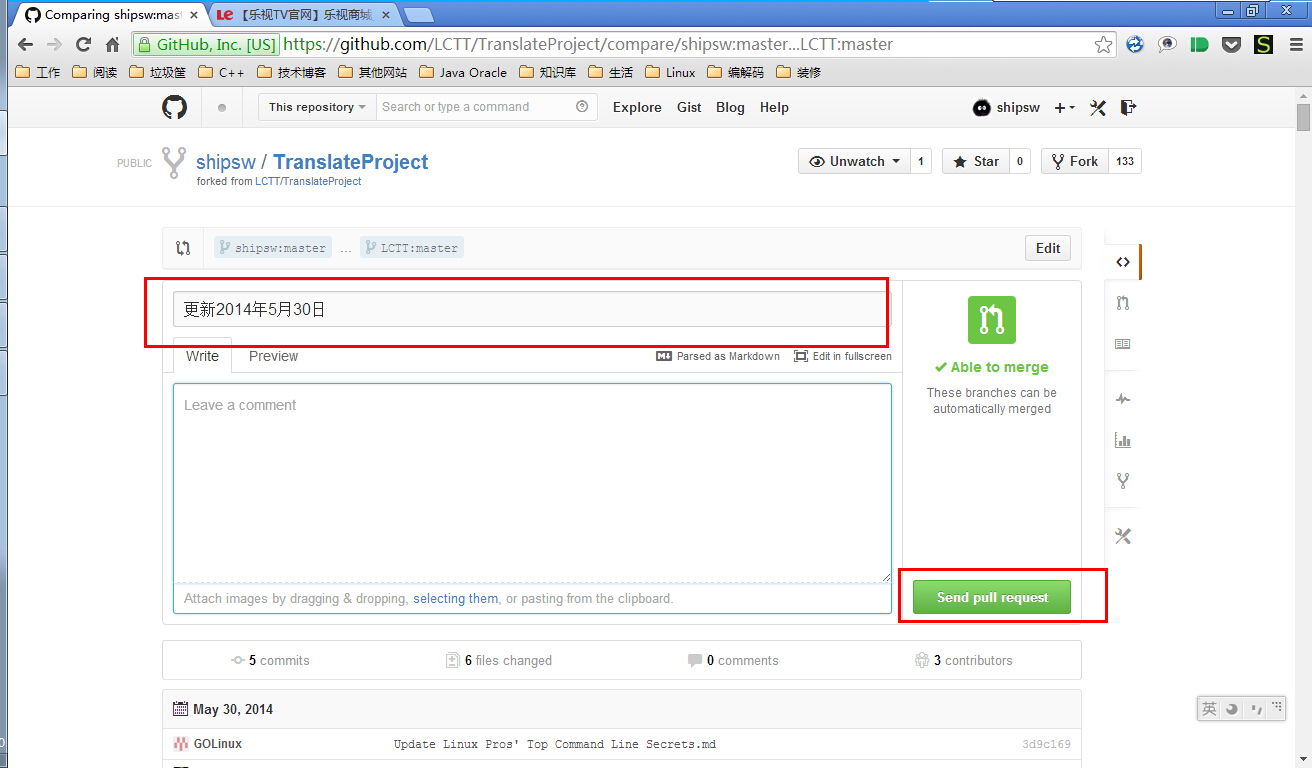 Comparing shipsw:mas
【乐视TV官网】乐视商城
GitHub, Inc. [US] https://github.com/LCTT/TranslateProject/compare/shipsw:master...LCTT:master
工作 阅读 垃圾筐 C++ 技术博客 其他网站 Java Oracle 知识库 生活 Linux 编解码 装修
This repository Search or type a command Explore Gist Blog Help shipsw
PUBLIC shipsw / TranslateProject Unwatch 1 Star 0 Fork 133
forked from LCTT/TranslateProject
shipsw:master ... LCTT:master Edit
更新2014年5月30日
Write Preview Parsed as Markdown Edit in fullscreen
Able to merge
These branches can be
automatically merged
Leave a comment
Attach images by dragging & dropping, selecting them, or pasting from the clipboard.
Send pull request
5 commits 6 files changed 0 comments 3 contributors
英
May 30, 2014
GOLinux Update Linux Pros' Top Command Line Secrets.md 3d9c169